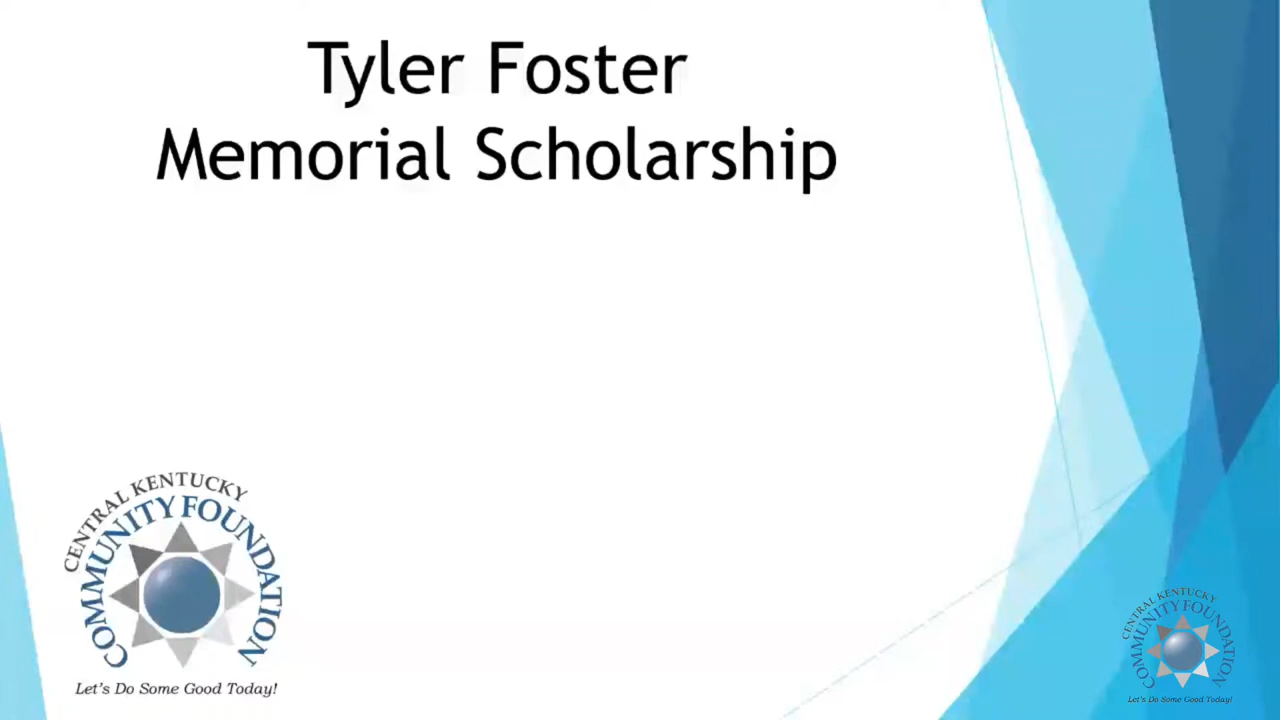 Tyler Foster
Memorial Scholarship
CENTRAL KENTUCKY
COMMUNITY FOUNDATION
Let's Do Some Good Today!
CENTRAL KENTUCKY
COMMUNITY FOUNDATION
Let's Do Some Good Today!